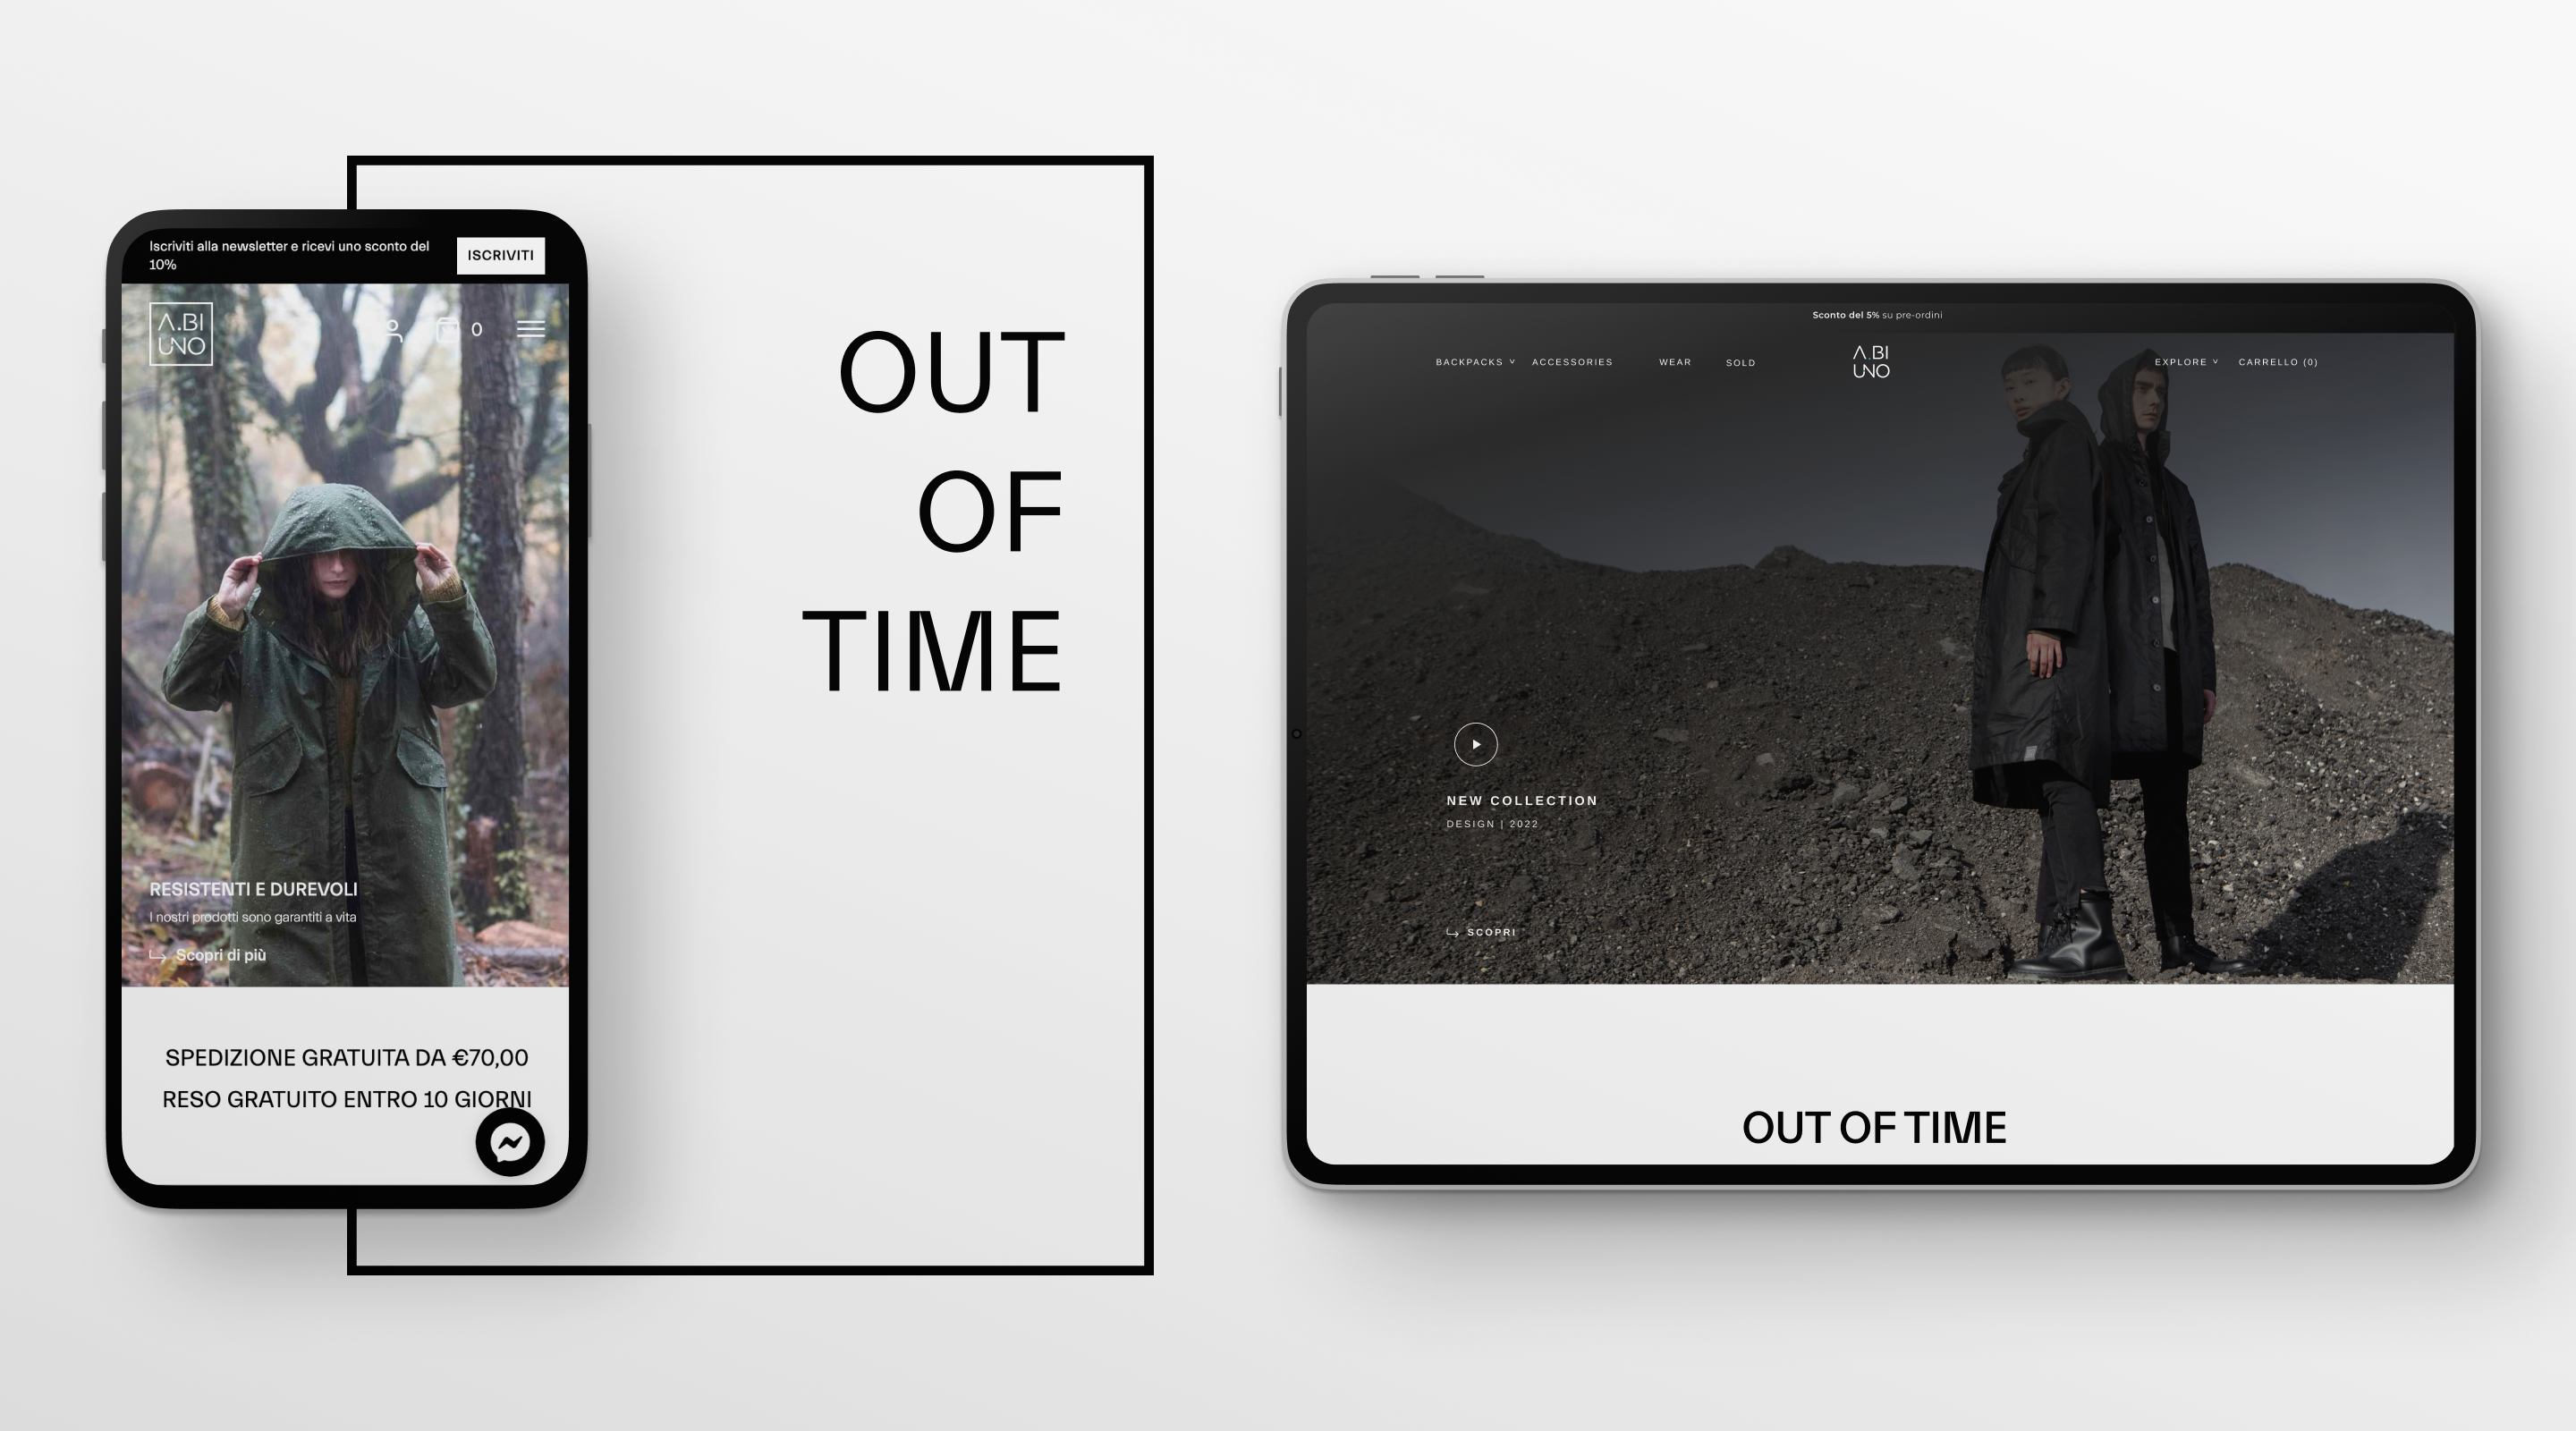 Iscriviti alla newsletter e ricevi uno sconto del
10%
ISCRIVITI
A.BI
UNO
0
RESISTENTI E DUREVOLI
I nostri prodotti sono garantiti a vita
Scopri di più
SPEDIZIONE GRATUITA DA €70,00
RESO GRATUITO ENTRO 10 GIORNI
OUT
OF
TIME
Sconto del 5% su pre-ordini
BACKPACKS ACCESSORIES WEAR SOLD
A.BI
UNO
EXPLORE CARRELLO (0)
NEW COLLECTION
DESIGN | 2022
SCOPRI
OUT OF TIME